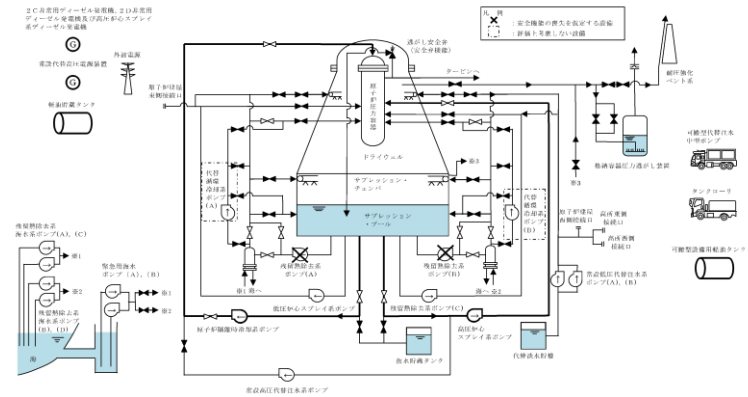 2C非常用ディーゼル発電機,2D非常用
ディーゼル発電機及び高圧炉心スプレイ
系ディーゼル発電機
G
外部電源
常設代替高圧電源装置
G
軽油貯蔵タンク
原子炉建屋
東側接続口
凡 例
:安全機能の喪失を仮定する設備
:評価上考慮しない設備
逃がし安全弁
(安全弁機能)
タービンへ
原子炉圧力容器
ドライウェル
サプレッション・
チェンバ
サプレッション
・プール
※3
代替
循環
冷却系
ポンプ
(A)
代替
循環
冷却系
ポンプ
(B)
耐圧強化
ベント系
格納容器圧力逃がし装置
※3
可搬型代替注水
中型ポンプ
タンクローリ
可搬型設備用軽油タンク
原子炉建屋
西側接続口
高所東側
接続口
高所西側
接続口
残留熱除去系
海水系ポンプ(A),(C)
※1
※2
緊急用海水
ポンプ(A),(B)
※1
※2
残留熱除去系
海水系ポンプ
(B),(D)
海
残留熱除去系
ポンプ(A)
残留熱除去系
ポンプ(B)
※1 海へ
海へ ※2
低圧炉心スプレイ系ポンプ
残留熱除去系ポンプ(C)
常設低圧代替注水系
ポンプ(A),(B)
原子炉隔離時冷却系ポンプ
高圧炉心
スプレイ系ポンプ
復水貯蔵タンク
代替淡水貯槽
常設高圧代替注水系ポンプ